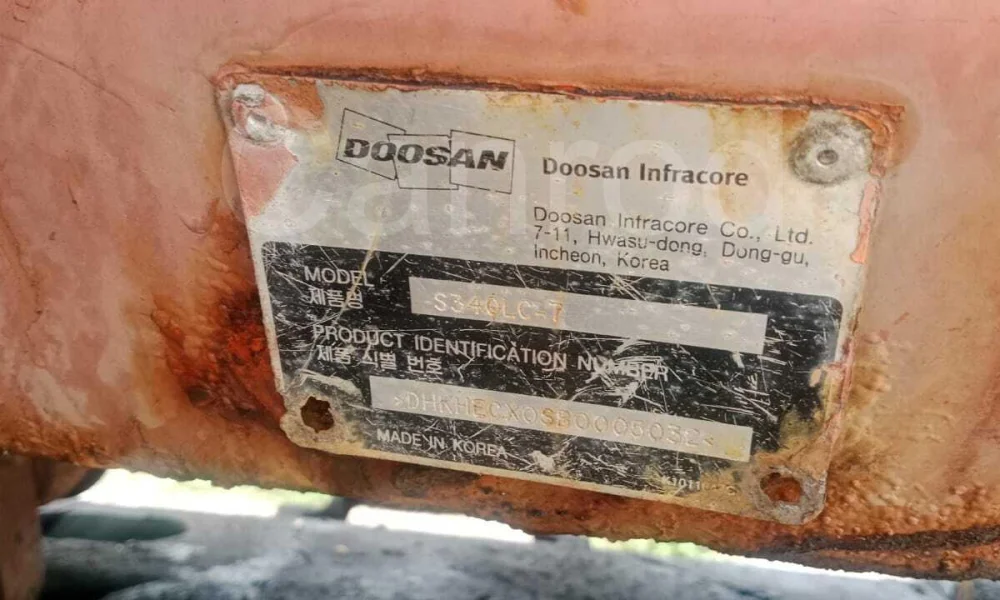 DOOSAN
Doosan Infracore
Doosan Infracore Co., Ltd.
7-11, Hwasu-dong, Dong-gu,
Incheon, Korea
MODEL
제품명
S340LC-7
PRODUCT IDENTIFICATION NUMBER
제품 식별 번호
MADE IN KOREA